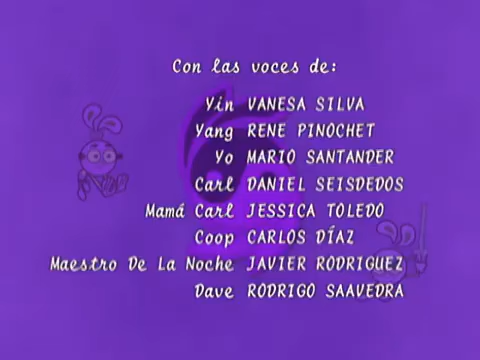 Con las voces de:
Yin VANESA SILVA
Yang RENE PINOCHET
Yo MARIO SANTANDER
Carl DANIEL SEISDEDOS
Mamá Carl JESSICA TOLEDO
Coop CARLOS DÍAZ
Maestro De La Noche JAVIER RODRIGUEZ
Dave RODRIGO SAAVEDRA